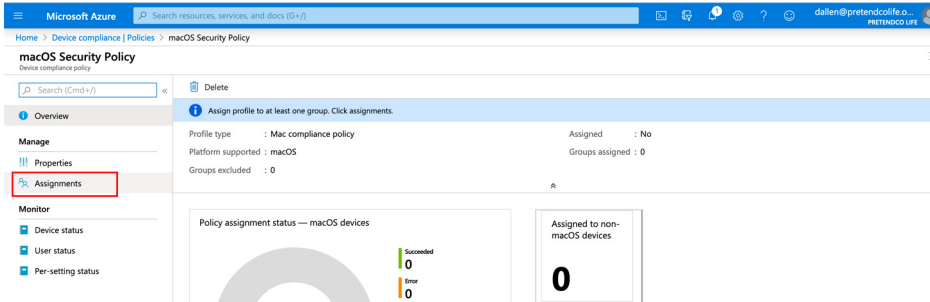 Microsoft Azure
Search resources, services, and docs (G+/)
1
dallen@pretendcolife.o...
PRETENDCO LIFE
Home > Device compliance | Policies > macOS Security Policy
macOS Security Policy
Device compliance policy
Search (Cmd+/)
«
Delete
Overview
Assign profile to at least one group. Click assignments.
Manage
Profile type : Mac compliance policy
Assigned : No
Platform supported : macOS
Groups assigned : 0
Properties
Groups excluded : 0
Assignments
Monitor
Policy assignment status — macOS devices
Assigned to non-
macOS devices
Device status
User status
Succeeded
0
0
Per-setting status
Error
0